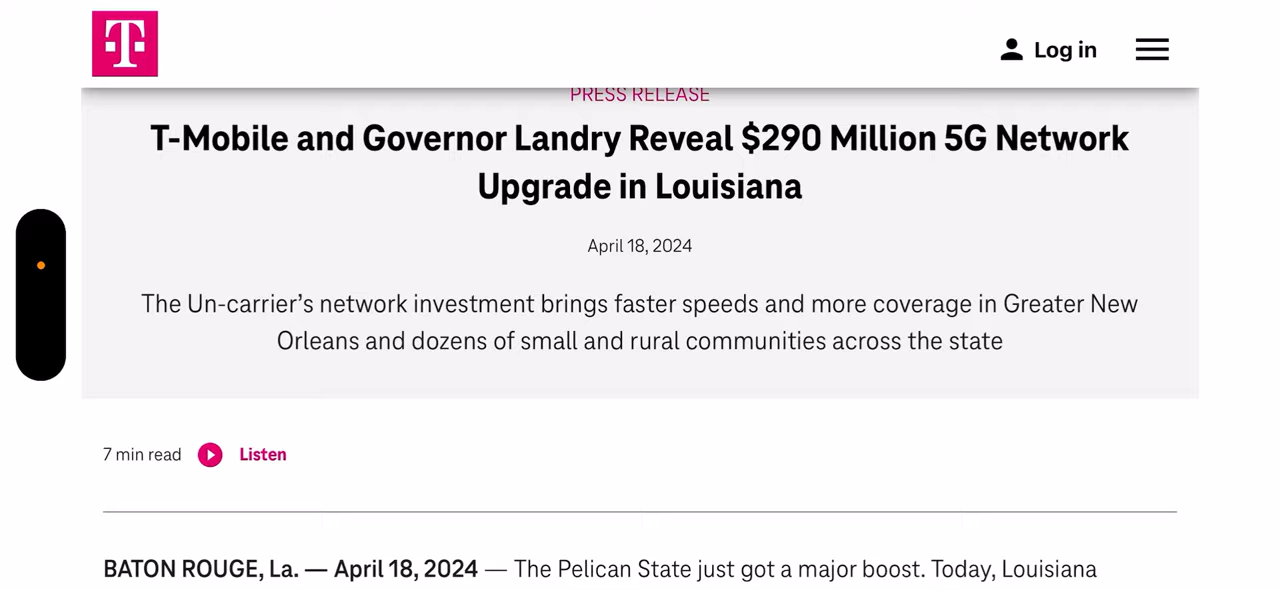 T
Log in
PRESS RELEASE
T-Mobile and Governor Landry Reveal $290 Million 5G Network
Upgrade in Louisiana
April 18, 2024
The Un-carrier’s network investment brings faster speeds and more coverage in Greater New
Orleans and dozens of small and rural communities across the state
7 min read Listen
BATON ROUGE, La. — April 18, 2024 — The Pelican State just got a major boost. Today, Louisiana